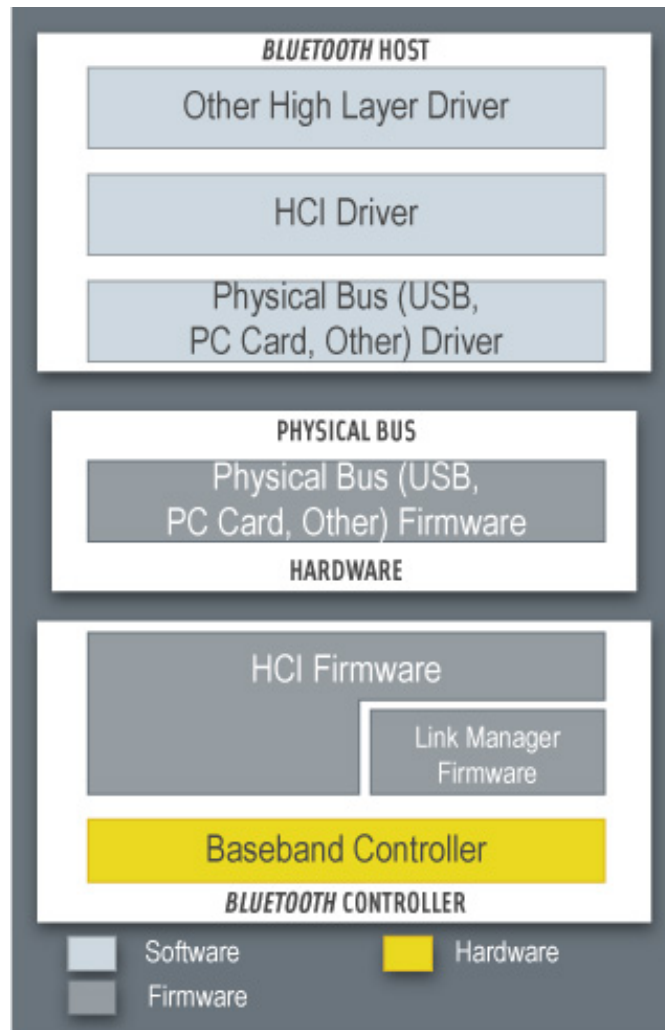 BLUETOOTH HOST
Other High Layer Driver
HCI Driver
Physical Bus (USB,
PC Card, Other) Driver
PHYSICAL BUS
Physical Bus (USB,
PC Card, Other) Firmware
HARDWARE
HCI Firmware
Link Manager
Firmware
Baseband Controller
BLUETOOTH CONTROLLER
Software
Hardware
Firmware